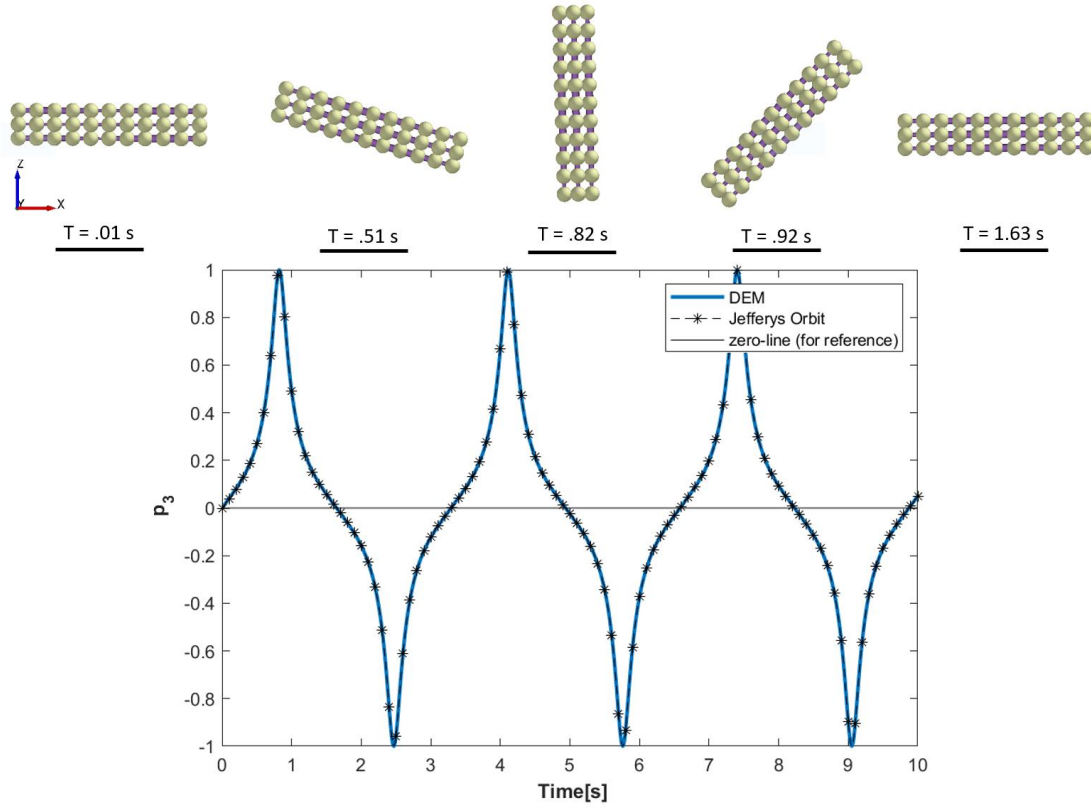 Z
Y
X
T = .01 s
T = .51 s
T = .82 s
T = .92 s
T = 1.63 s
1
0.8
0.6
0.4
0.2
0
-0.2
-0.4
-0.6
-0.8
-1
p3
DEM
Jefferys Orbit
zero-line (for reference)
0 1 2 3 4 5 6 7 8 9 10
Time[s]